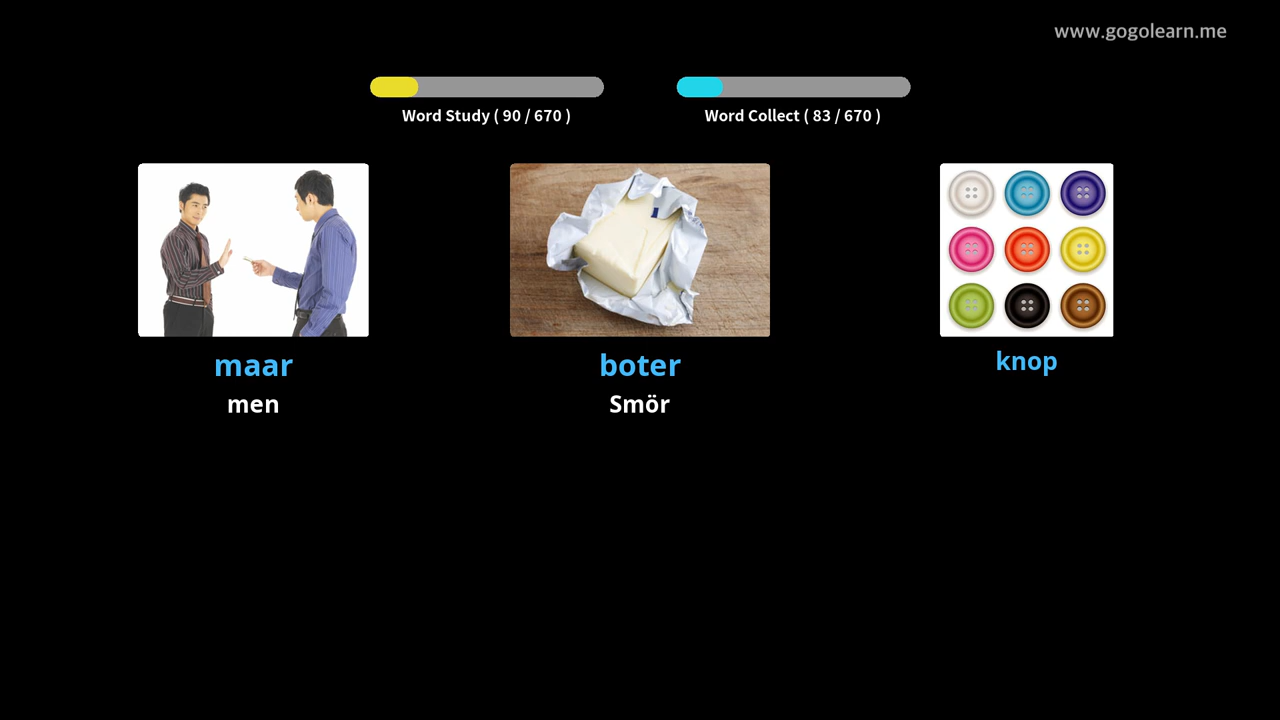 www.gogolearn.me
Word Study ( 90 / 670 )
Word Collect ( 83 / 670 )
maar
men
boter
Smör
knop